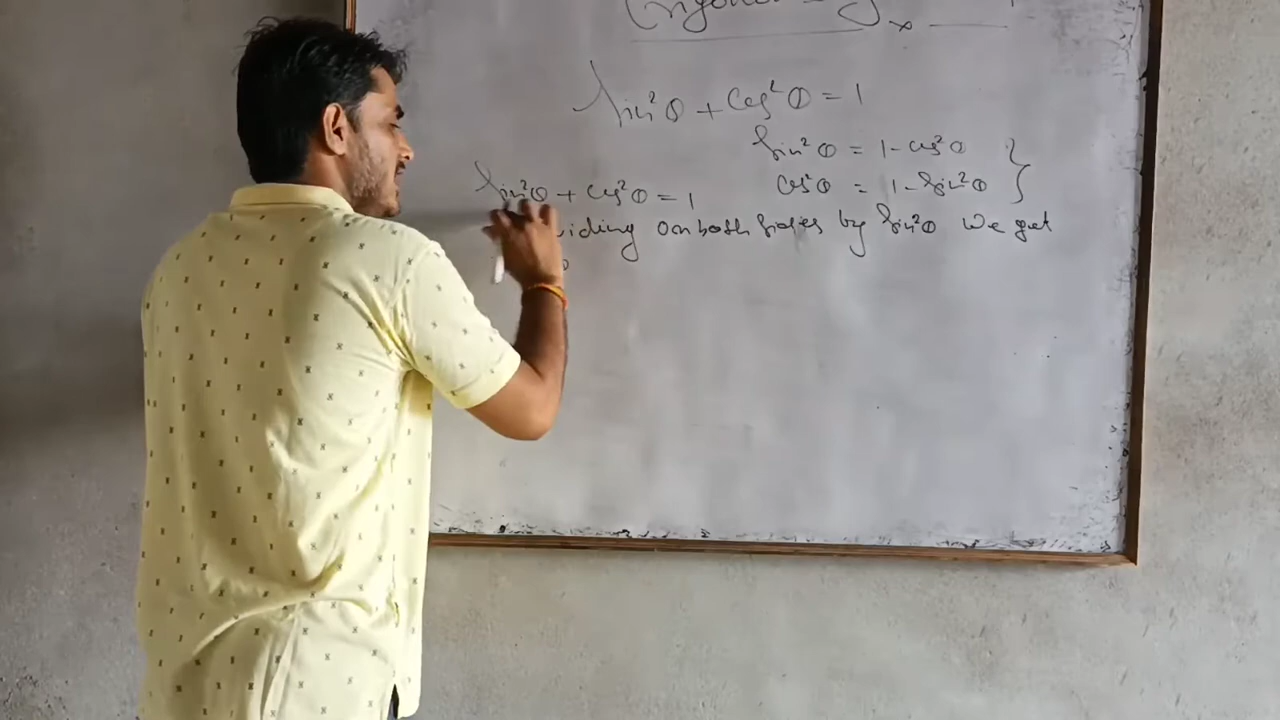 sin²θ + cos²θ = 1
sin²θ = 1 - cos²θ
cos²θ = 1 - sin²θ }
sin²θ + cos²θ = 1
on both sides by sin²θ we get